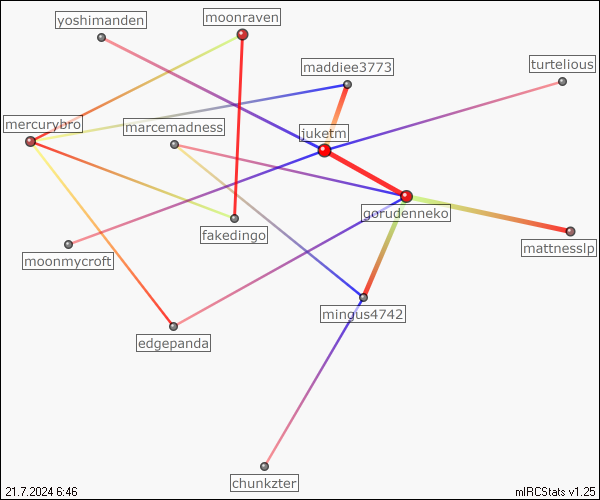 yoshimanden
moonraven
maddiee3773
turtelious
mercurybro
marcemadness
juketm
gorudenneko
fakedingo
mattnesslp
moonmycroft
mingus4742
edgepanda
chunkzter
21.7.2024 6:46
mIRCStats v1.25